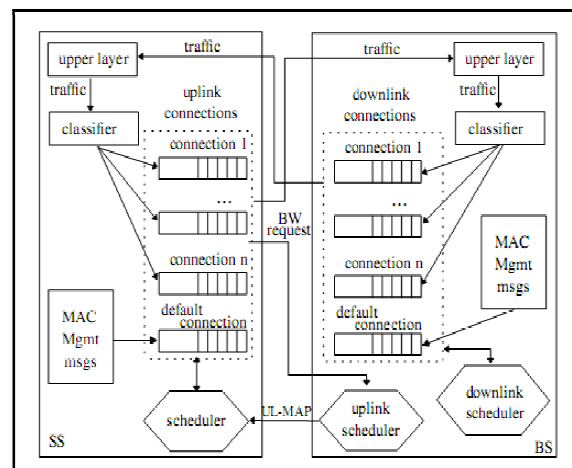 traffic
upper layer
traffic
classifier
uplink
connections
connection 1
...
connection n
default
connection
MAC
Mgmt
msgs
scheduler
SS
BW
request
UL-MAP
traffic
upper layer
traffic
classifier
downlink
connections
connection 1
...
connection n
default
connection
MAC
Mgmt
msgs
uplink
scheduler
downlink
scheduler
BS